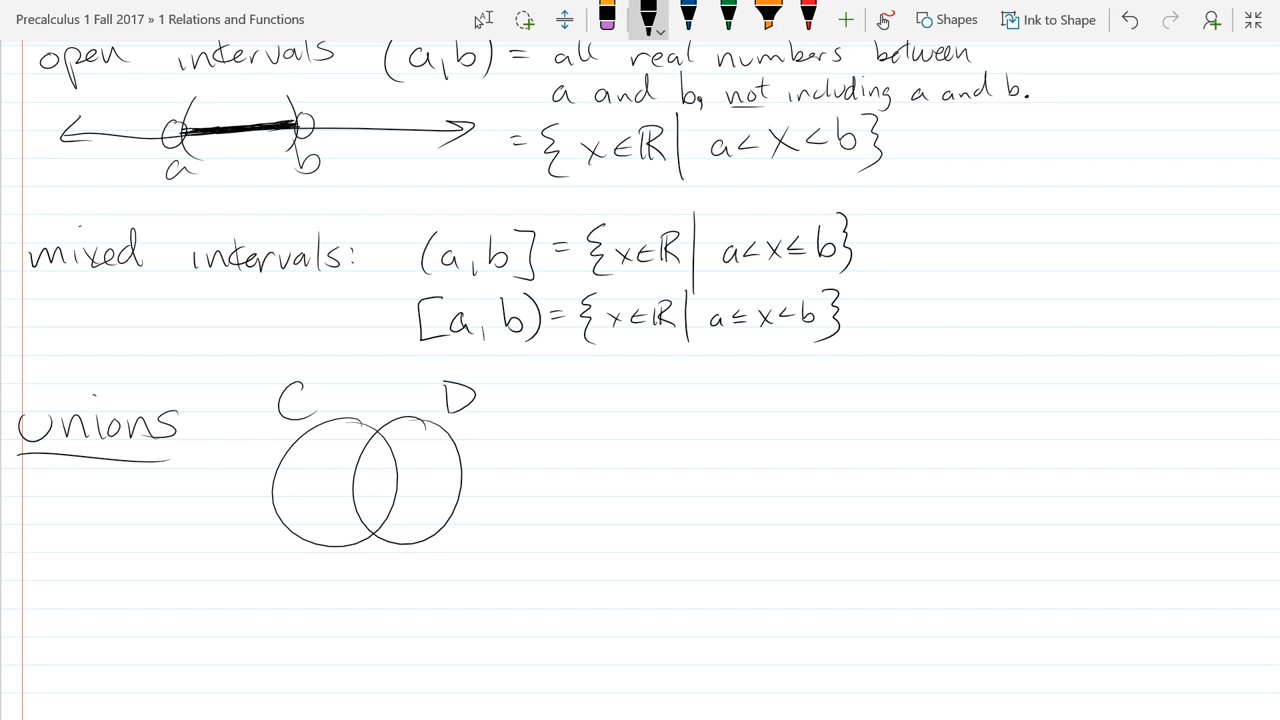 Precalculus 1 Fall 2017 » 1 Relations and Functions
Shapes
Ink to Shape
open intervals (a,b) = all real numbers between
a and b, not including a and b.
a b
= { x∈ℝ | a<x<b}
mixed intervals: (a,b] = {x∈ℝ | a<x≤b}
[a, b) = {x∈ℝ | a≤x<b}
Unions
C D